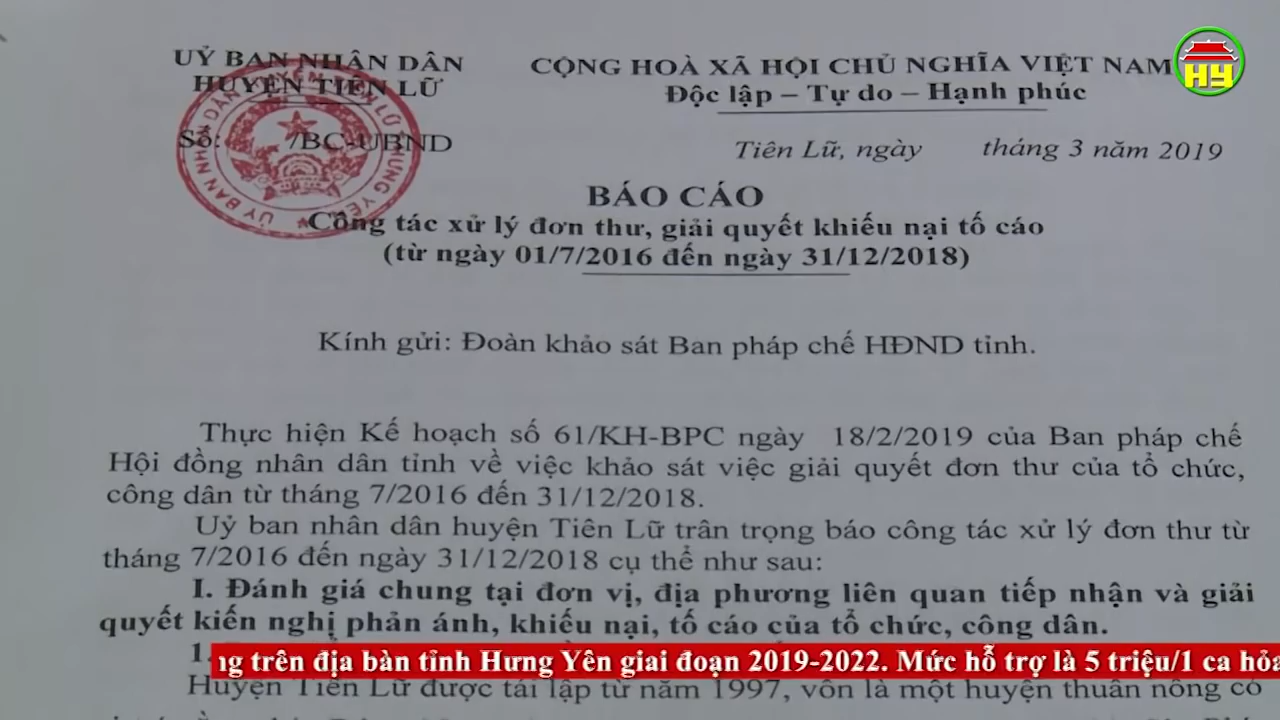 UỶ BAN NHÂN DÂN
HUYỆN TIÊN LỮ
CỘNG HOÀ XÃ HỘI CHỦ NGHĨA VIỆT NAM
Độc lập – Tự do – Hạnh phúc
HY
Số: /BC-UBND
Tiên Lữ, ngày tháng 3 năm 2019
BÁO CÁO
Công tác xử lý đơn thư, giải quyết khiếu nại tố cáo
(từ ngày 01/7/2016 đến ngày 31/12/2018)
Kính gửi: Đoàn khảo sát Ban pháp chế HĐND tỉnh.
Thực hiện Kế hoạch số 61/KH-BPC ngày 18/2/2019 của Ban pháp chế
Hội đồng nhân dân tỉnh về việc khảo sát việc giải quyết đơn thư của tổ chức,
công dân từ tháng 7/2016 đến 31/12/2018.
Uỷ ban nhân dân huyện Tiên Lữ trân trọng báo công tác xử lý đơn thư từ
tháng 7/2016 đến ngày 31/12/2018 cụ thể như sau:
I. Đánh giá chung tại đơn vị, địa phương liên quan tiếp nhận và giải
quyết kiến nghị phản ánh, khiếu nại, tố cáo của tổ chức, công dân.
1.
trên địa bàn tỉnh Hưng Yên giai đoạn 2019-2022. Mức hỗ trợ là 5 triệu/1 ca hỏa
Huyện Tiên Lữ được tái lập từ năm 1997, vốn là một huyện thuần nông có